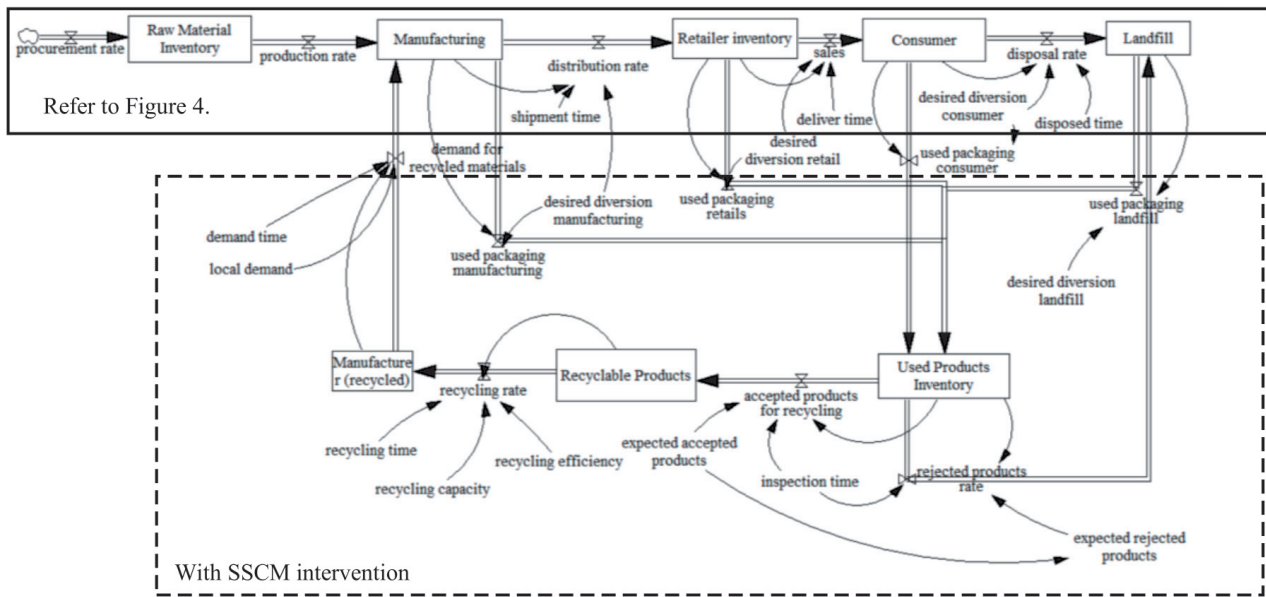 procurement rate
Raw Material
Inventory
production rate
Manufacturing
distribution rate
Retailer inventory
sales
Consumer
disposal rate
Landfill
Refer to Figure 4.
shipment time
deliver time
desired diversion
consumer
disposed time
demand for
recycled materials
desired
diversion retail
used packaging
consumer
desired diversion
manufacturing
used packaging
retails
used packaging
landfill
demand time
local demand
used packaging
manufacturing
desired diversion
landfill
Manufacture
r (recycled)
recycling rate
Recyclable Products
accepted products
for recycling
Used Products
Inventory
recycling time
recycling capacity
recycling efficiency
expected accepted
products
inspection time
rejected products
rate
expected rejected
products
With SSCM intervention